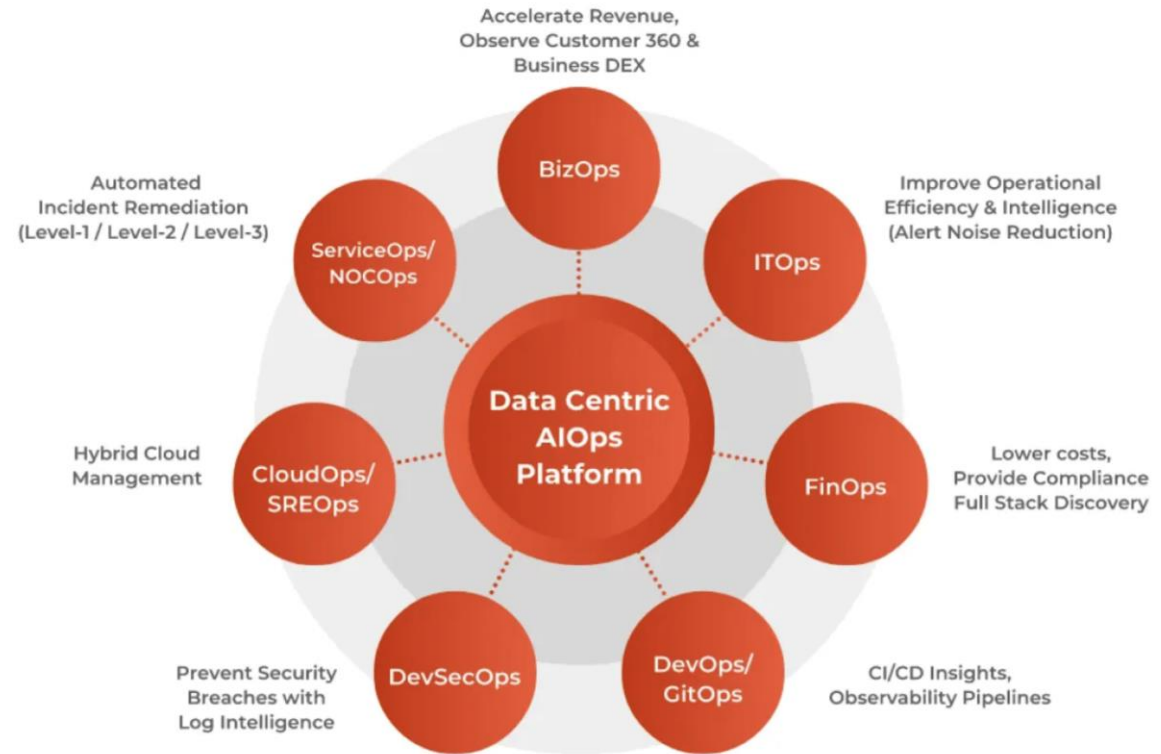 Accelerate Revenue,
Observe Customer 360 &
Business DEX
BizOps
Automated
Incident Remediation
(Level-1 / Level-2 / Level-3)
ServiceOps/
NOCOps
Improve Operational
Efficiency & Intelligence
(Alert Noise Reduction)
ITOps
Data Centric
AIOps
Platform
Hybrid Cloud
Management
CloudOps/
SREOps
FinOps
Lower costs,
Provide Compliance
Full Stack Discovery
Prevent Security
Breaches with
Log Intelligence
DevSecOps
DevOps/
GitOps
CI/CD Insights,
Observability Pipelines